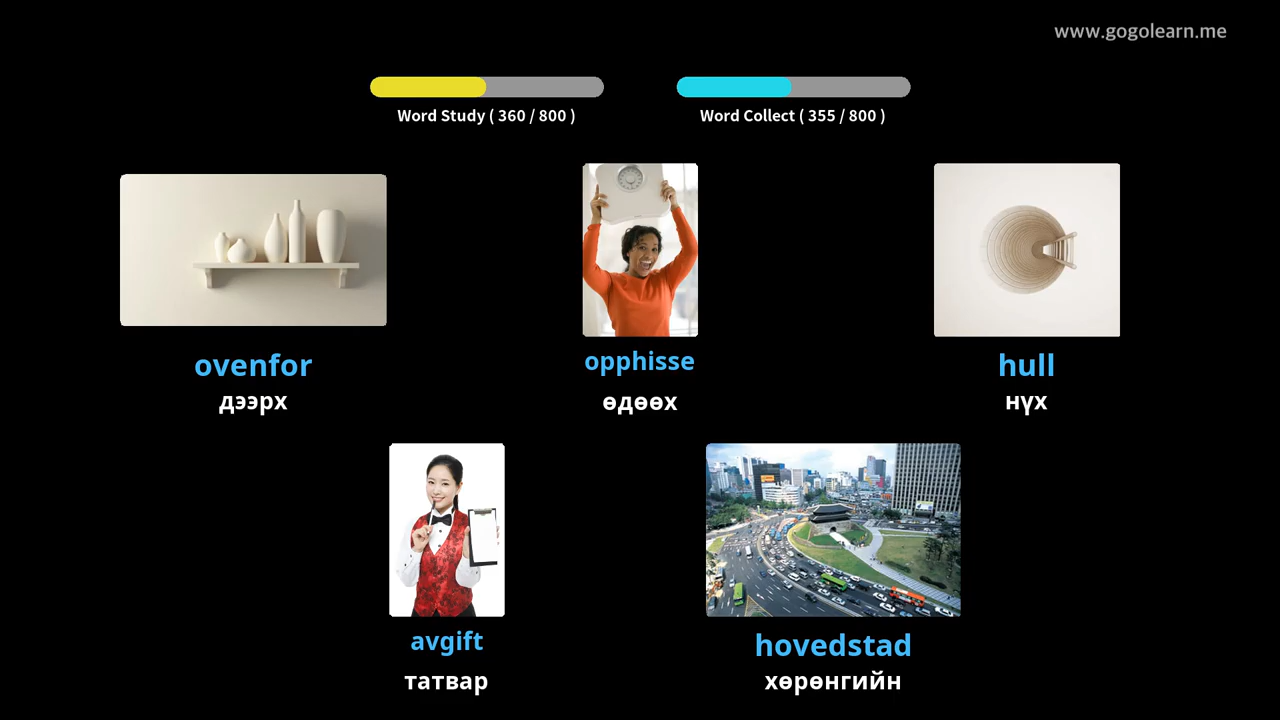 www.gogolearn.me
Word Study ( 360 / 800 )
Word Collect ( 355 / 800 )
ovenfor
дээрх
opphisse
өдөөх
hull
нүх
avgift
татвар
hovedstad
хөрөнгийн